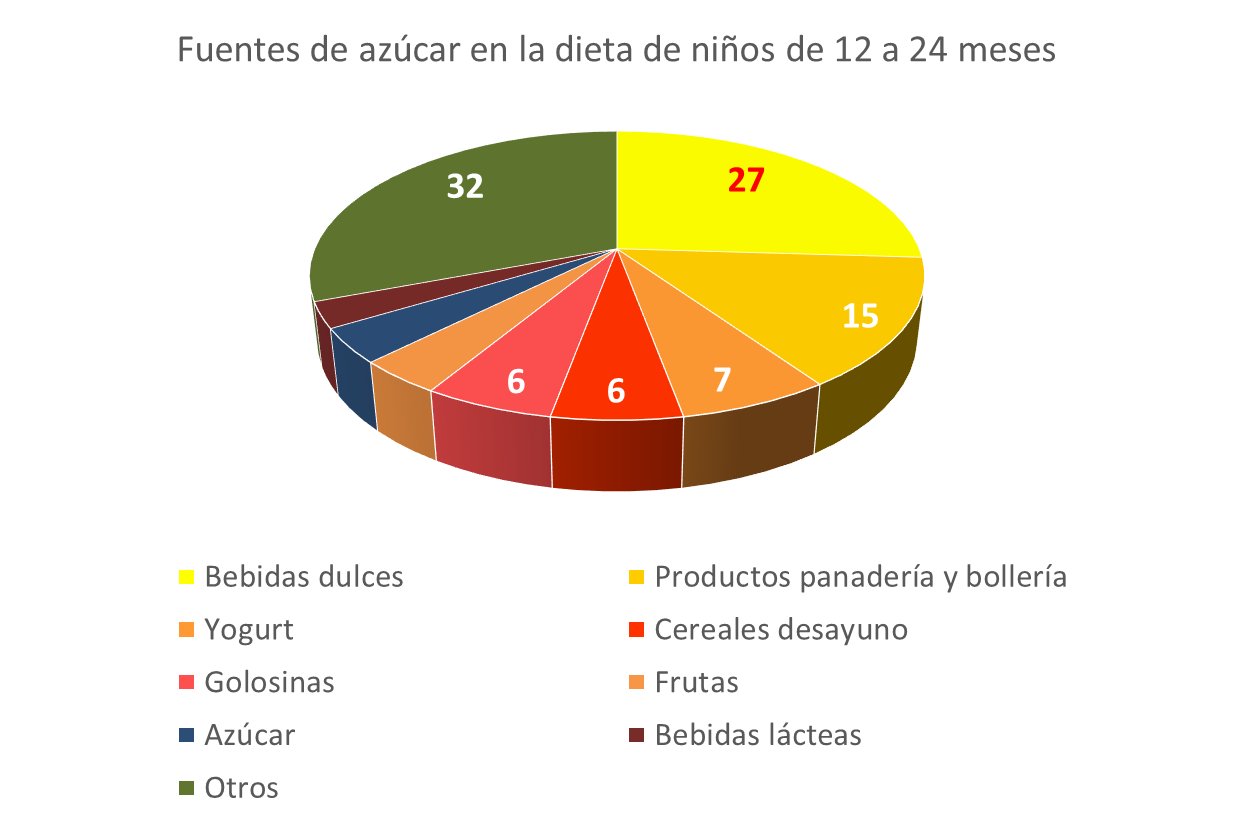 Fuentes de azúcar en la dieta de niños de 12 a 24 meses
32
27
15
6
6
7
Bebidas dulces
Productos panadería y bollería
Yogurt
Cereales desayuno
Golosinas
Frutas
Azúcar
Bebidas lácteas
Otros